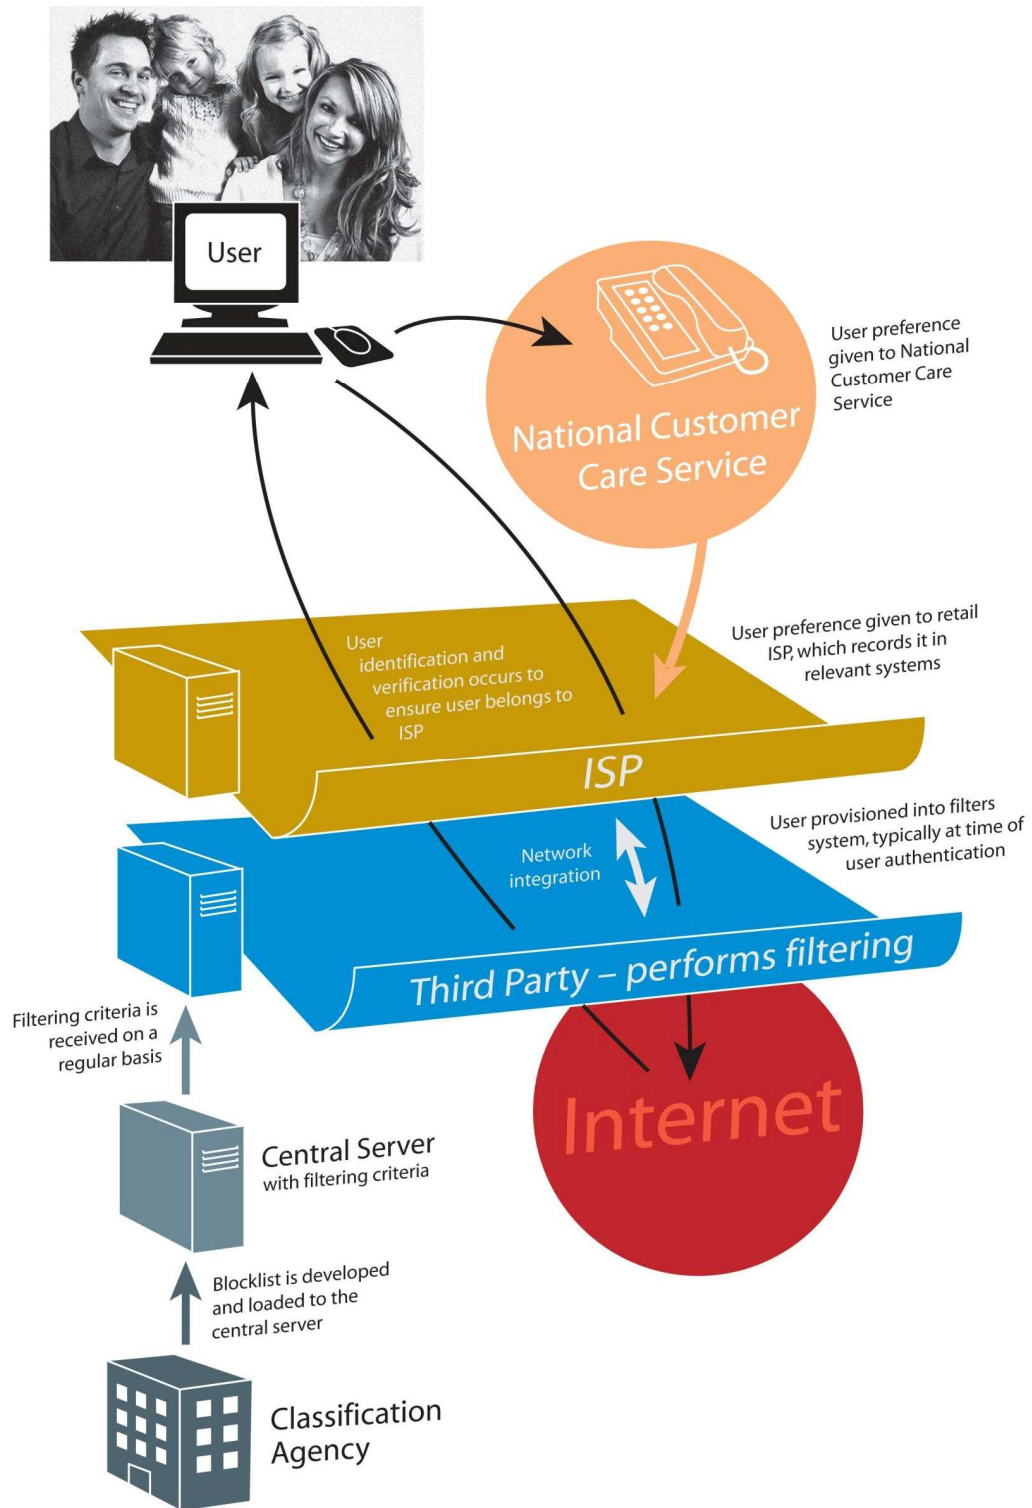 User
User preference
given to National
Customer Care
Service
National Customer
Care Service
User preference given to retail
ISP, which records it in
relevant systems
User
identification and
verification occurs to
ensure user belongs to
ISP
ISP
User provisioned into filters
system, typically at time of
user authentication
Network
integration
Third Party – performs filtering
Filtering criteria is
received on a
regular basis
Internet
Central Server
with filtering criteria
Blocklist is developed
and loaded to the
central server
Classification
Agency